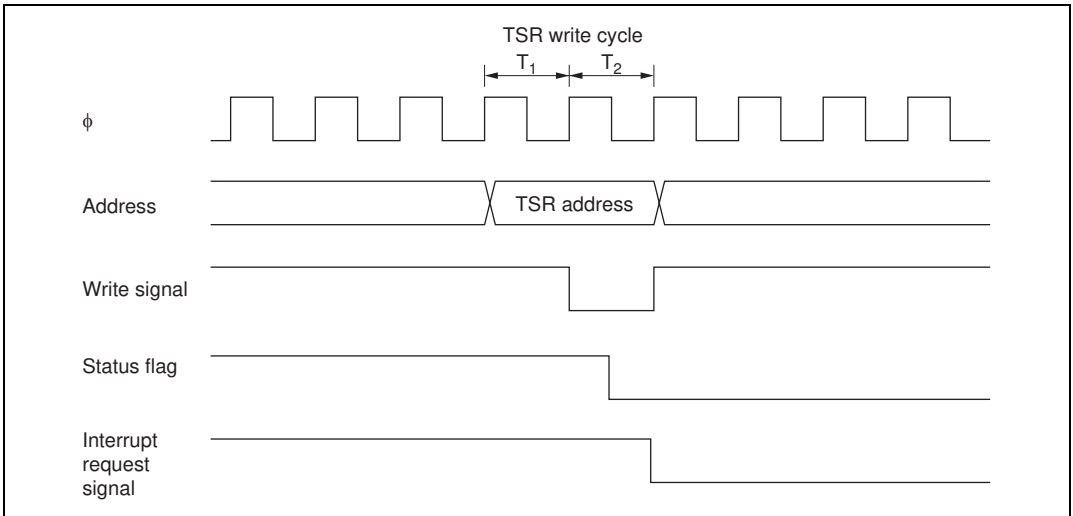 TSR write cycle
T₁ T₂
ϕ
Address
TSR address
Write signal
Status flag
Interrupt
request
signal